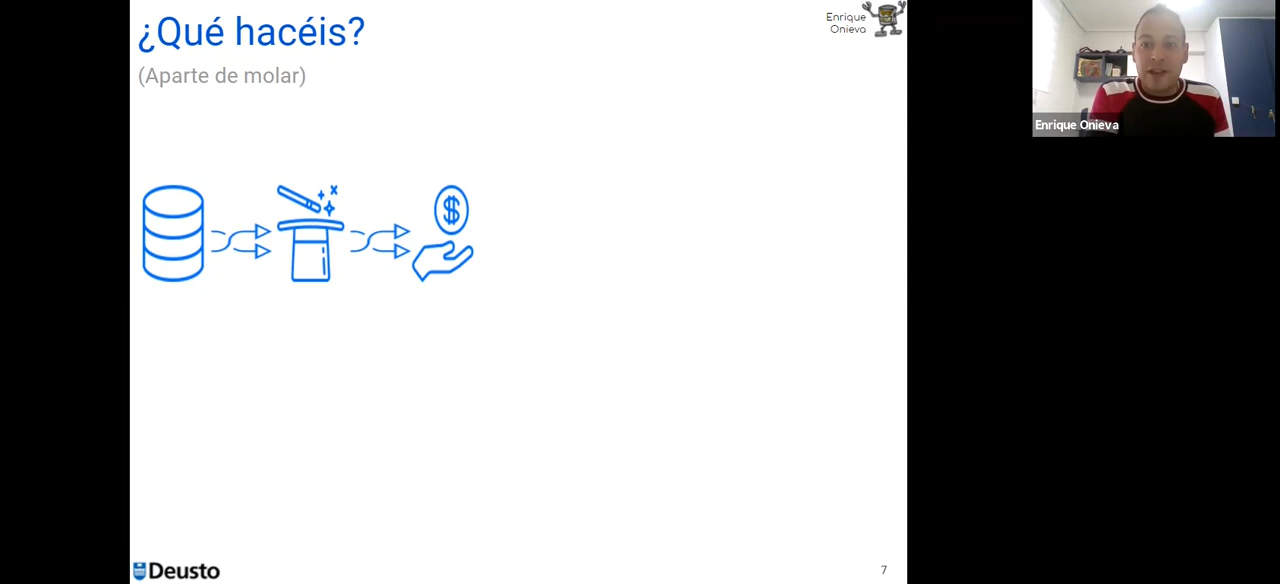 ¿Qué hacéis?
(Aparte de molar)
Enrique
Onieva
Enrique Onieva
$
Deusto
7